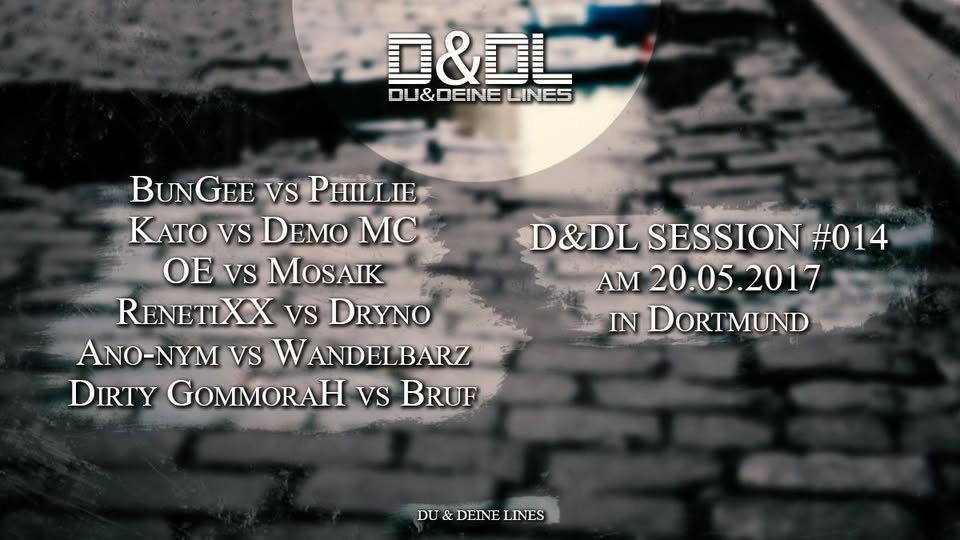 D&DL
DU&DEINE LINES
BunGee vs Phillie
Kato vs Demo MC
OE vs Mosaik
RenetiXX vs Dryno
Ano-nym vs Wandelbarz
Dirty GommoraH vs Bruf
D&DL SESSION #014
am 20.05.2017
in Dortmund
DU & DEINE LINES